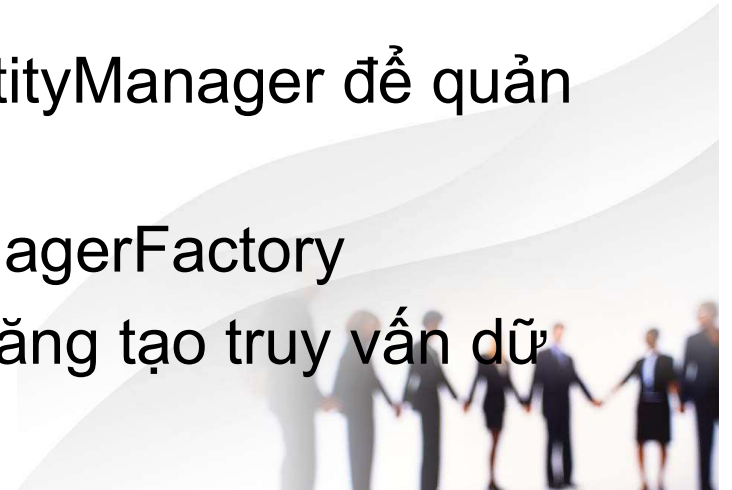 tityManager để quản
agerFactory
ăng tạo truy vấn dữ